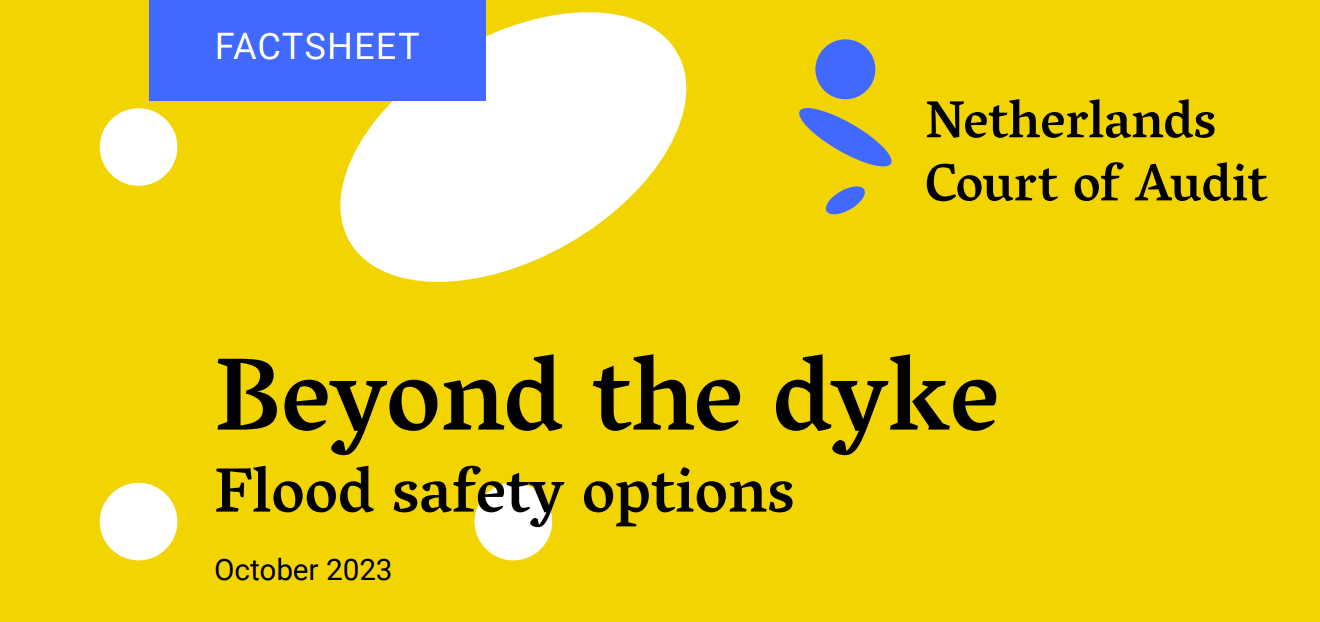 FACTSHEET
Netherlands
Court of Audit
Beyond the dyke
Flood safety options
October 2023